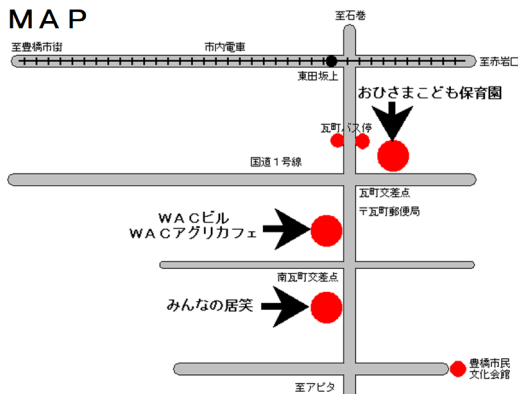 ＭＡＰ
至石巻
至豊橋市街
市内電車
至赤岩口
東田坂上
おひさまこども保育園
瓦町バス停
国道１号線
瓦町交差点
〒瓦町郵便局
ＷＡＣビル
ＷＡＣアグリカフェ
南瓦町交差点
みんなの居笑
豊橋市民
文化会館
至アピタ